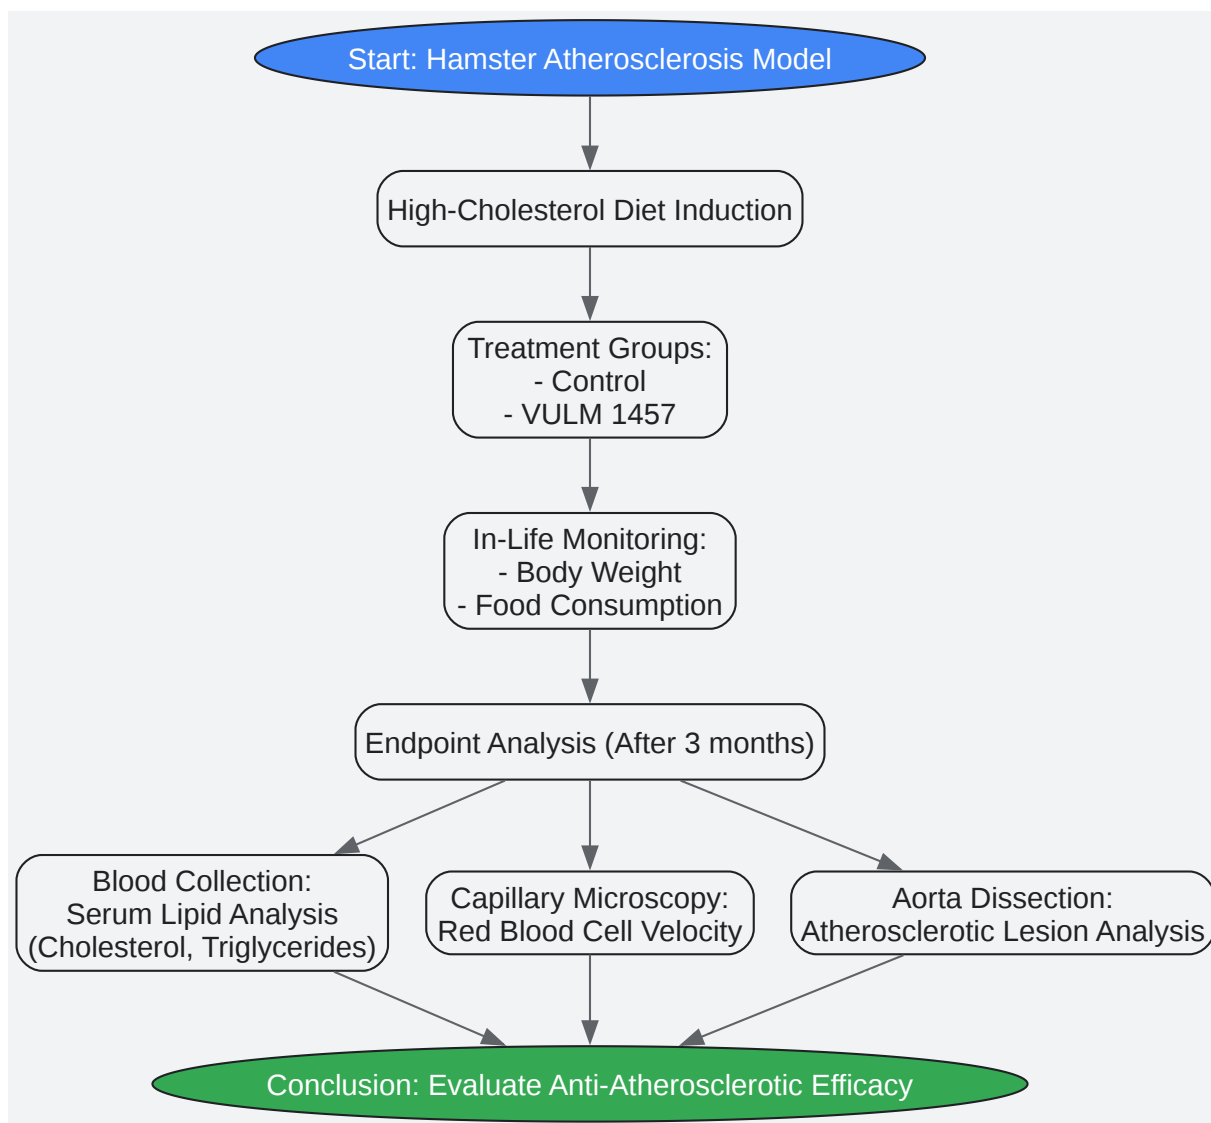 Start: Hamster Atherosclerosis Model
High-Cholesterol Diet Induction
Treatment Groups:
- Control
- VULM 1457
In-Life Monitoring:
- Body Weight
- Food Consumption
Endpoint Analysis (After 3 months)
Blood Collection:
Serum Lipid Analysis
(Cholesterol, Triglycerides)
Capillary Microscopy:
Red Blood Cell Velocity
Aorta Dissection:
Atherosclerotic Lesion Analysis
Conclusion: Evaluate Anti-Atherosclerotic Efficacy